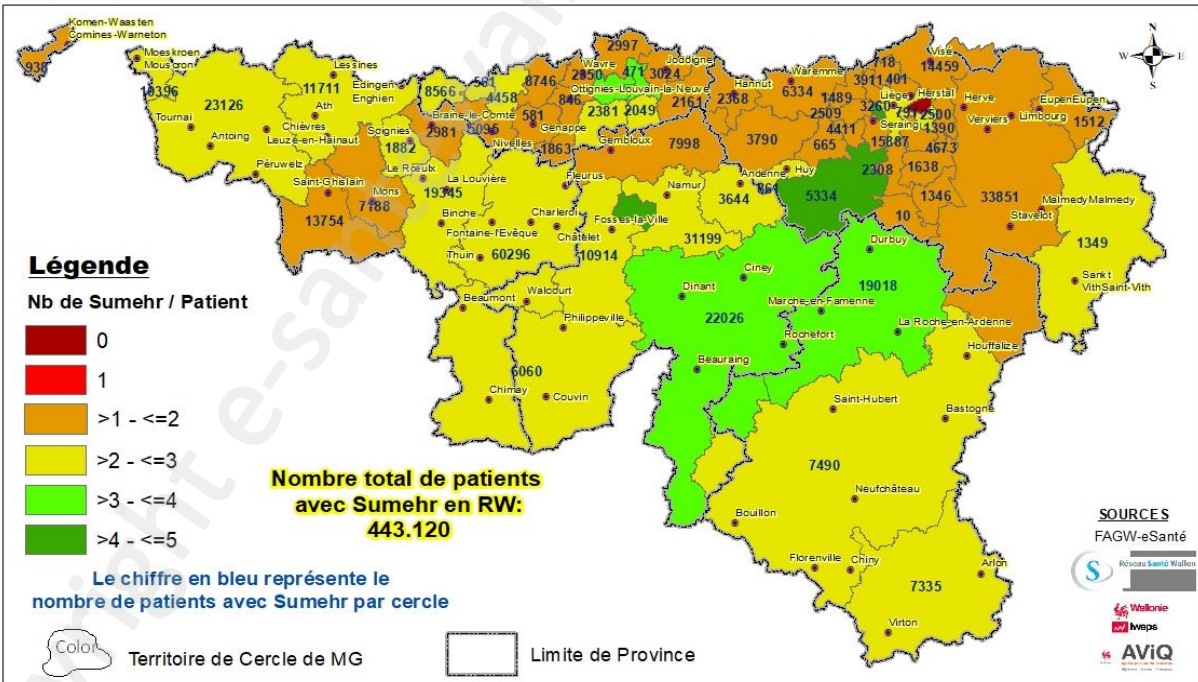 Komen-Waasten
Comines-Warneton
938
Moeskroen
Mouscron
10396
23126
Tournai
Antoing
Péruwelz
Lessines
11711
Ath
Chièvres
Leuze-en-Hainaut
Edingen-
Enghien
8566
4458
8746
Wavre
2350
2997
471
Jodoigne
3024
Ottignies-Louvain-la-Neuve
2161
846
581
2381
2049
Braine-le-Comte
2981
5095
Nivelles
Genappe
1863
Soignies
1882
Le Rœulx
La Louvière
19345
Saint-Ghislain
Mons
7188
13754
Binche
Fontaine-l'Evêque
Charleroi
Châtelet
Thuin
60296
Fleurus
Gembloux
7998
Hannut
2368
Waremme
6334
1489
2509
4411
665
3790
718
Visé
14459
3911
401
Liège
Herstal
3260
2500
Seraing
1390
15887
4673
Herve
Verviers
Limbourg
EupenEupen
1512
2308
1638
1346
10
33851
Stavelot
MalmedyMalmedy
1349
Sankt
VithSaint-Vith
Namur
Andenne
Huy
5334
3644
Fosses-la-Ville
31199
10914
Beaumont
Walcourt
Philippeville
6060
Chimay
Couvin
Ciney
Dinant
22026
Durbuy
19018
Marche-en-Famenne
La Roche-en-Ardenne
Rochefort
Beauraing
Houffalize
Saint-Hubert
Bastogne
7490
Neufchâteau
Bouillon
Florenville
Chiny
7335
Arlon
Virton
N
W
E
S
Légende
Nb de Sumehr / Patient
0
1
>1 - <=2
>2 - <=3
>3 - <=4
>4 - <=5
Nombre total de patients
avec Sumehr en RW:
443.120
Le chiffre en bleu représente le
nombre de patients avec Sumehr par cercle
Color
Territoire de Cercle de MG
Limite de Province
SOURCES
FAGW-eSanté
Réseau Santé Wallon
Wallonie
Iweps
AViQ